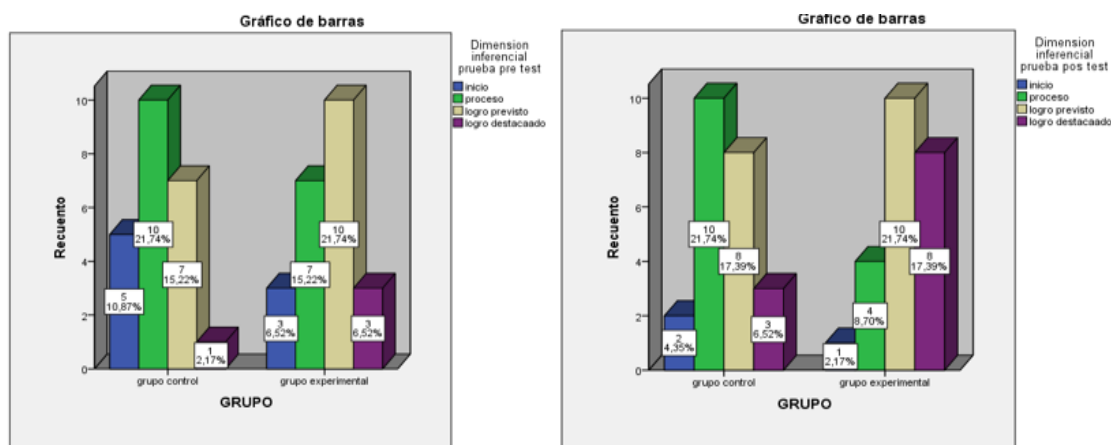 Gráfico de barras
Dimension
inferencial
prueba pre test
inicio
proceso
logro previsto
logro destacaado
Recuento
10
8
6
4
2
0
5
10,87%
10
21,74%
7
15,22%
1
2,17%
3
6,52%
7
15,22%
10
21,74%
3
6,52%
grupo control
grupo experimental
GRUPO
Gráfico de barras
Dimension
inferencial
prueba pos test
inicio
proceso
logro previsto
logro destacaado
Recuento
10
8
6
4
2
0
2
4,35%
10
21,74%
8
17,39%
3
6,52%
1
2,17%
4
8,70%
10
21,74%
8
17,39%
grupo control
grupo experimental
GRUPO